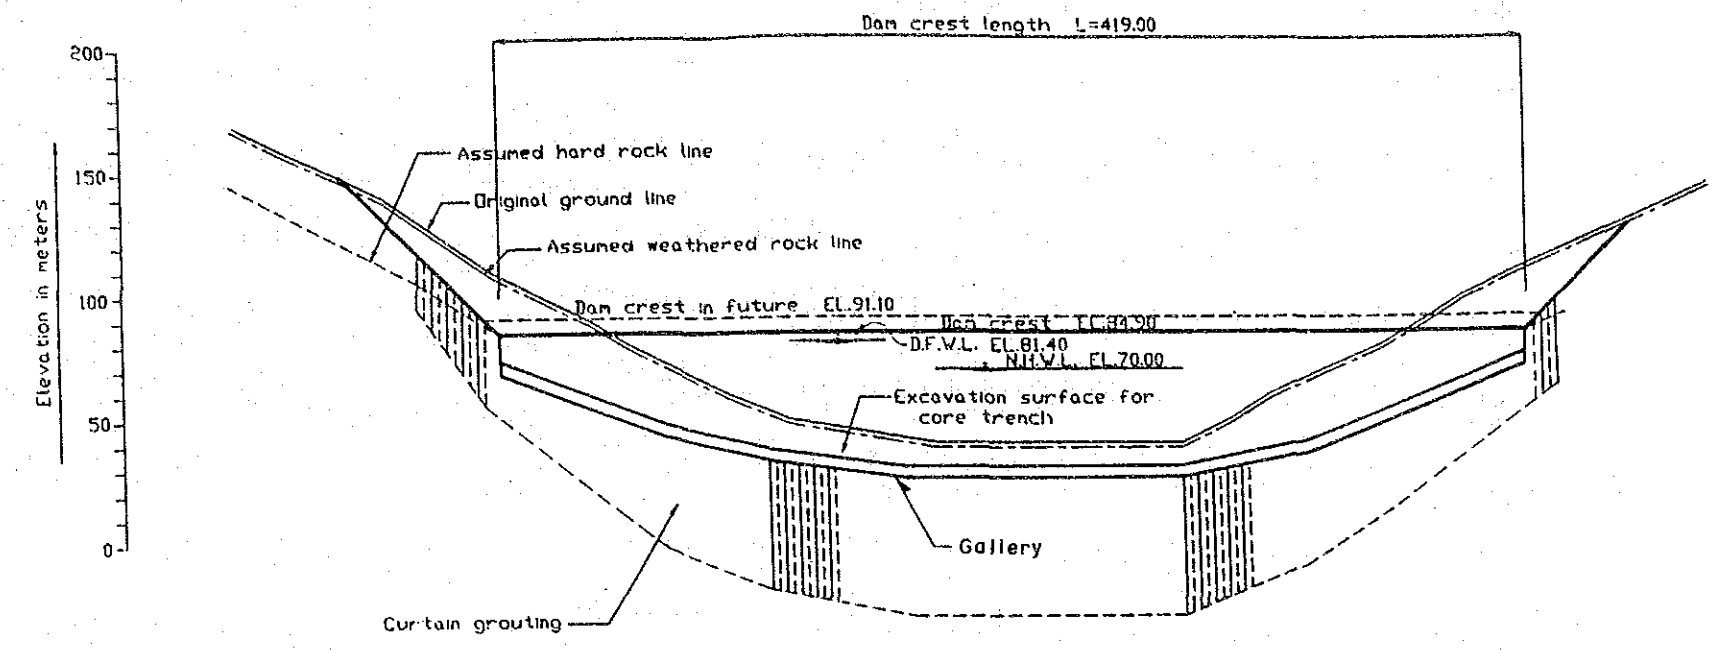 Dam crest length L=419.00
200
Assumed hard rock line
150
Original ground line
Assumed weathered rock line
Elevation in meters
100
Dam crest in future EL.91.10
Dam crest EL.84.90
D.F.W.L. EL.81.40
N.H.W.L. EL.70.00
Excavation surface for
core trench
50
0
Gallery
Curtain grouting